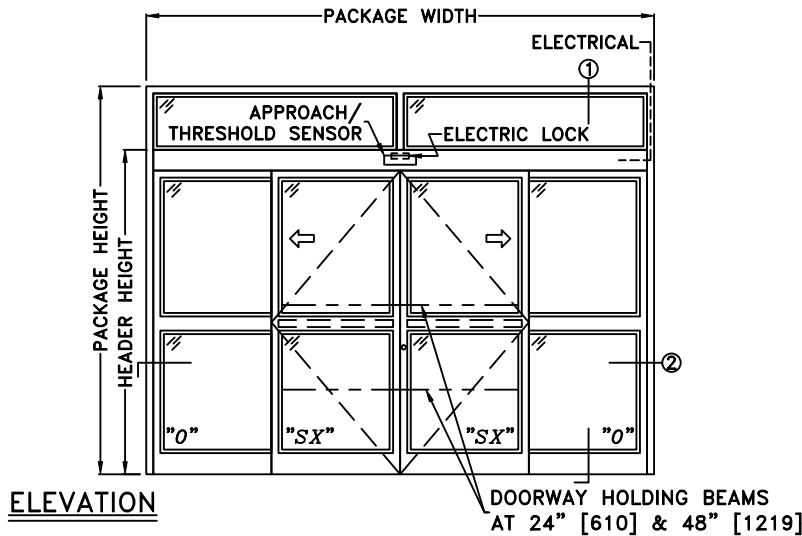 PACKAGE WIDTH
ELECTRICAL
1
APPROACH/
THRESHOLD SENSOR
ELECTRIC LOCK
PACKAGE HEIGHT
HEADER HEIGHT
2
"O" "SX" "SX" "O"
ELEVATION
DOORWAY HOLDING BEAMS
AT 24" [610] & 48" [1219]